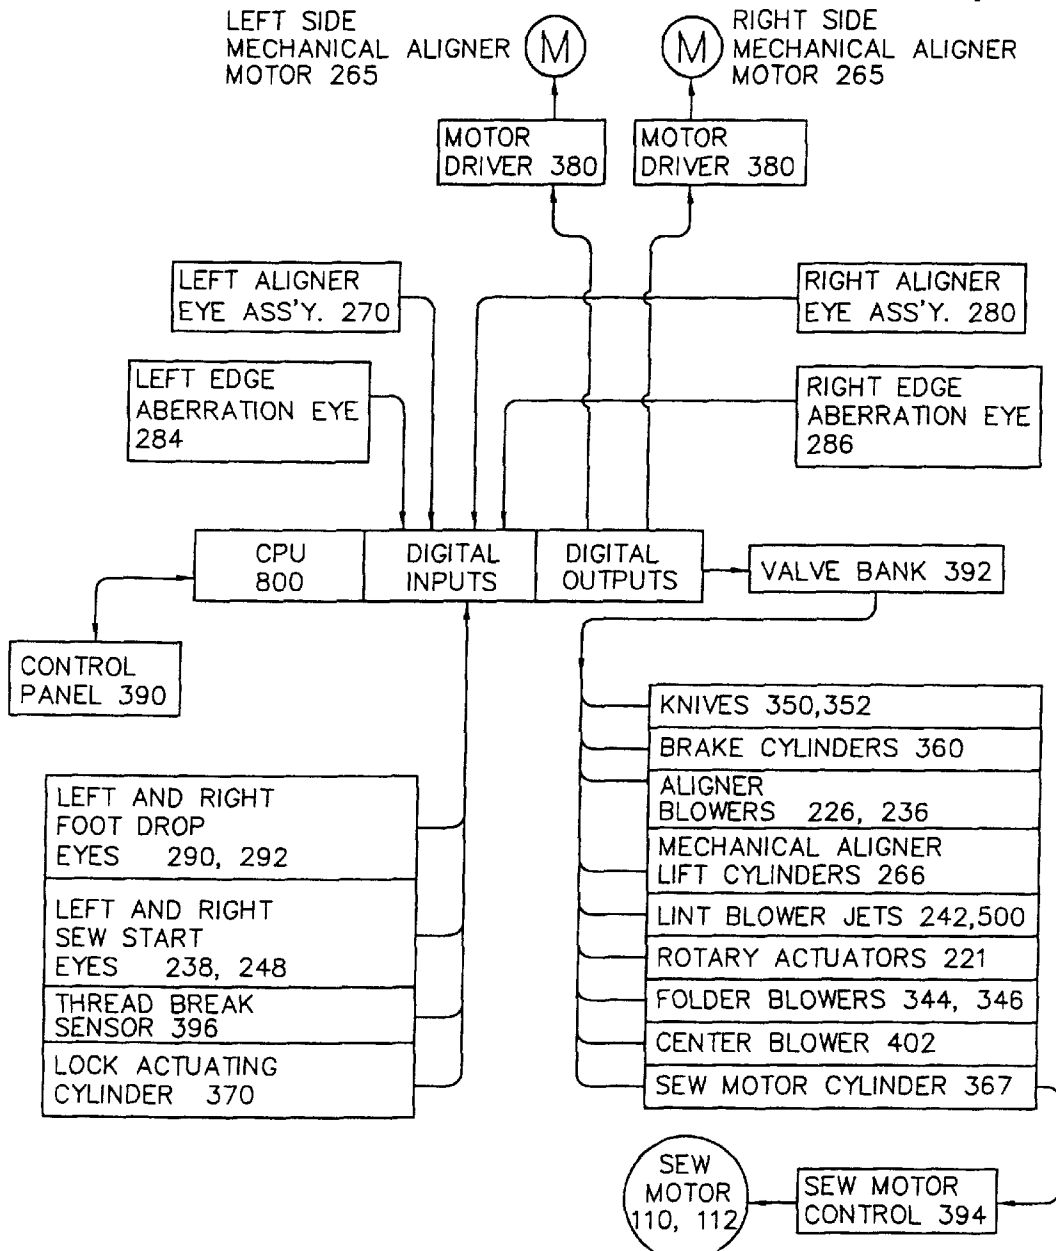 LEFT SIDE
MECHANICAL ALIGNER
MOTOR 265
M
M
RIGHT SIDE
MECHANICAL ALIGNER
MOTOR 265
MOTOR
DRIVER 380
MOTOR
DRIVER 380
LEFT ALIGNER
EYE ASS'Y. 270
RIGHT ALIGNER
EYE ASS'Y. 280
LEFT EDGE
ABERRATION EYE
284
RIGHT EDGE
ABERRATION EYE
286
CPU
800
DIGITAL
INPUTS
DIGITAL
OUTPUTS
VALVE BANK 392
CONTROL
PANEL 390
KNIVES 350,352
BRAKE CYLINDERS 360
ALIGNER
BLOWERS 226, 236
MECHANICAL ALIGNER
LIFT CYLINDERS 266
LINT BLOWER JETS 242,500
ROTARY ACTUATORS 221
FOLDER BLOWERS 344, 346
CENTER BLOWER 402
SEW MOTOR CYLINDER 367
LEFT AND RIGHT
FOOT DROP
EYES 290, 292
LEFT AND RIGHT
SEW START
EYES 238, 248
THREAD BREAK
SENSOR 396
LOCK ACTUATING
CYLINDER 370
SEW
MOTOR
110, 112
SEW MOTOR
CONTROL 394